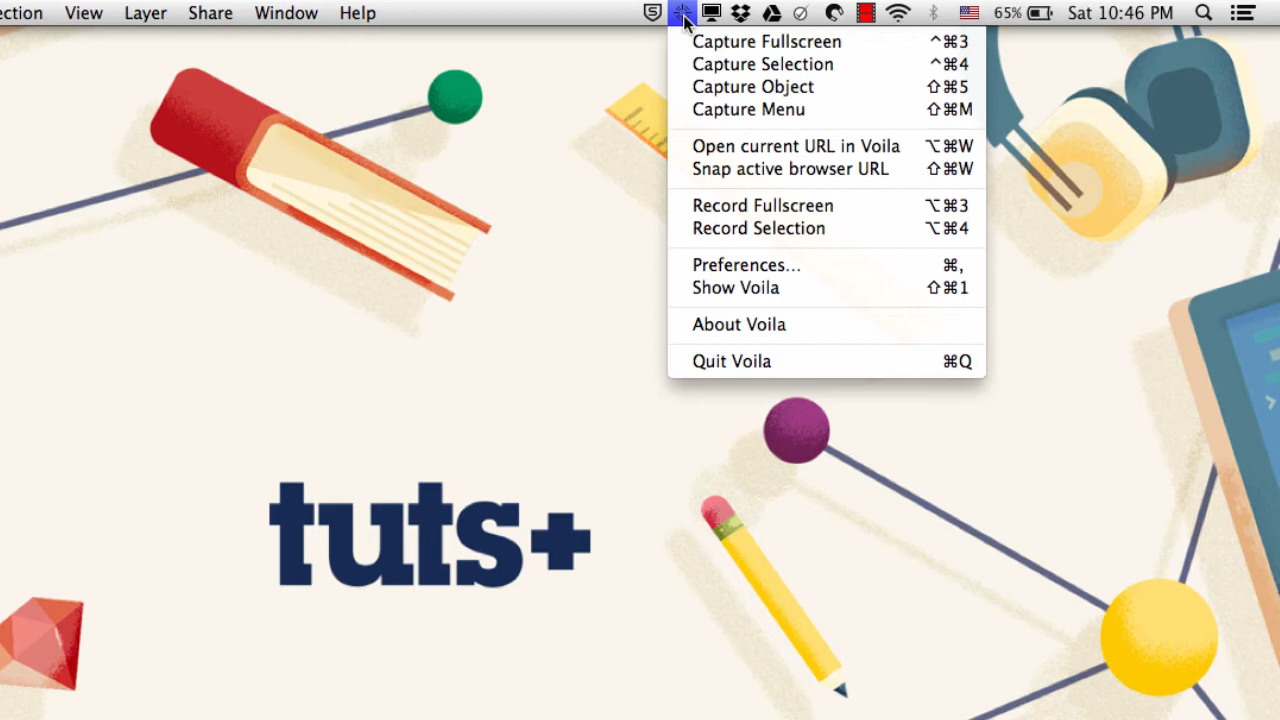 ection View Layer Share Window Help 65% Sat 10:46 PM
Capture Fullscreen ^⌘3
Capture Selection ^⌘4
Capture Object ⇧⌘5
Capture Menu ⇧⌘M
Open current URL in Voila ⌥⌘W
Snap active browser URL ⇧⌘W
Record Fullscreen ⌥⌘3
Record Selection ⌥⌘4
Preferences... ⌘,
Show Voila ⇧⌘1
About Voila
Quit Voila ⌘Q
tuts+